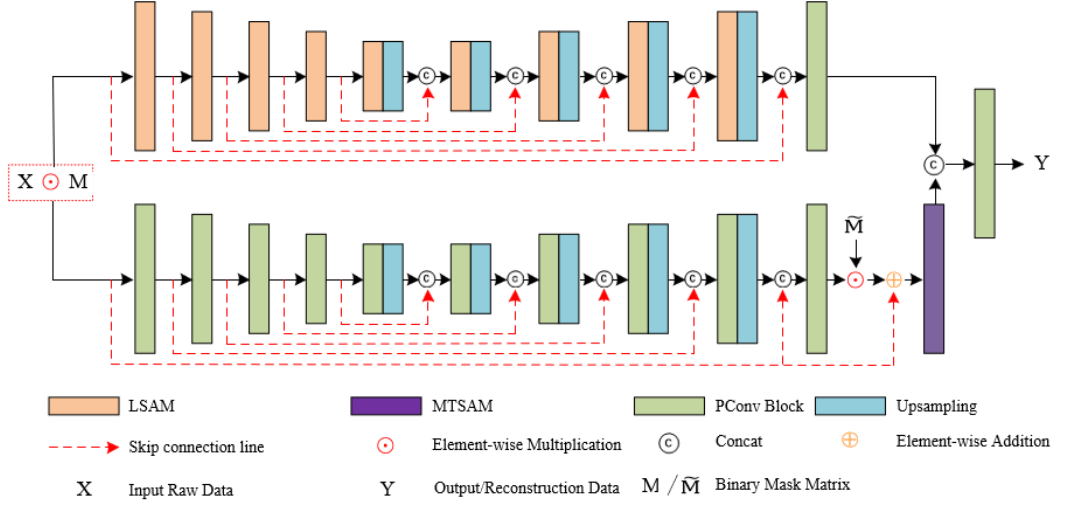 C C C C C
X ⊙ M
C
Y
M̃
C C C C C
LSAM MTSAM PConv Block Upsampling
Skip connection line Element-wise Multiplication C Concat Element-wise Addition
X Input Raw Data Y Output/Reconstruction Data M / M̃ Binary Mask Matrix